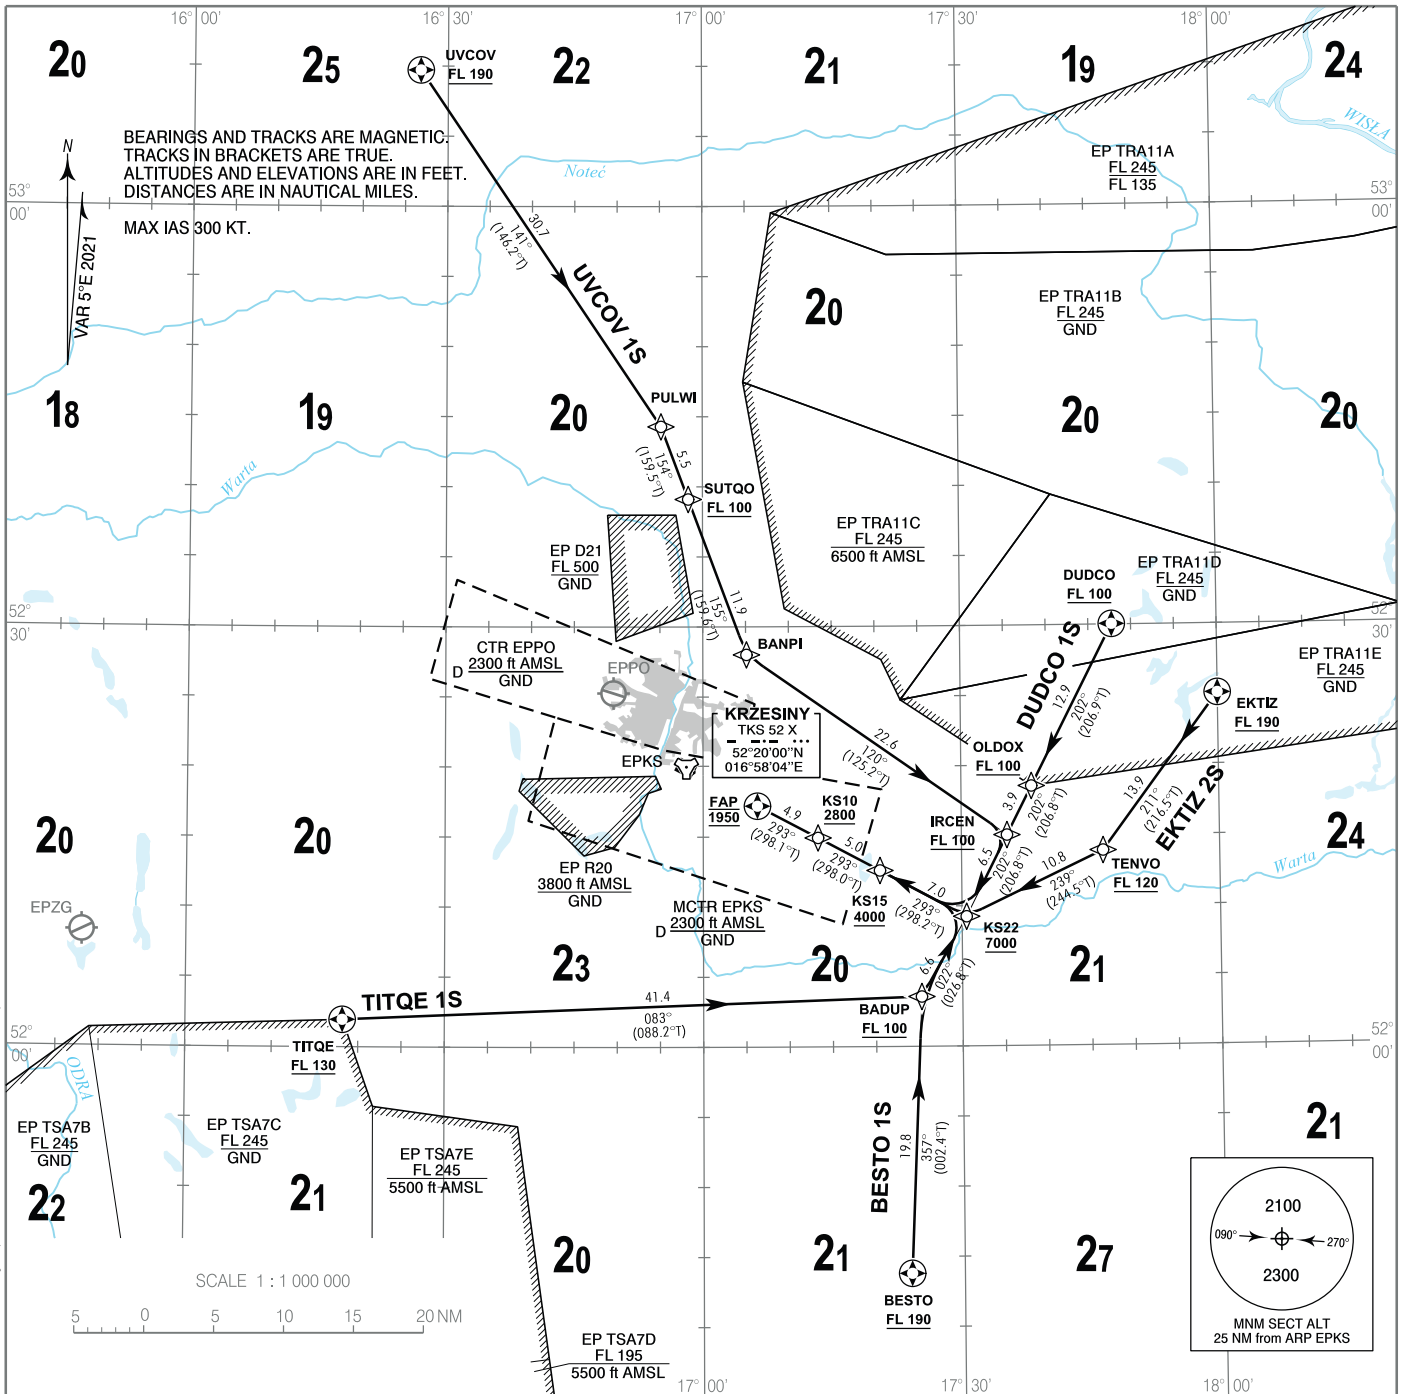 16° 00'
16° 30'
17° 00'
17° 30'
18° 00'
20
25
22
21
19
24
UVCOV
FL 190
WISŁA
BEARINGS AND TRACKS ARE MAGNETIC.
TRACKS IN BRACKETS ARE TRUE.
ALTITUDES AND ELEVATIONS ARE IN FEET.
DISTANCES ARE IN NAUTICAL MILES.
MAX IAS 300 KT.
N
VAR 5°E 2021
Noteć
EP TRA11A
FL 245
FL 135
53°
00'
53°
00'
30.7
141°
(146.2°T)
UVCOV 1S
20
EP TRA11B
FL 245
GND
18
19
20
20
20
PULWI
5.5
154°
(159.5°T)
Warta
SUTQO
FL 100
EP TRA11C
FL 245
6500 ft AMSL
EP D21
FL 500
GND
EP TRA11D
FL 245
GND
DUDCO
FL 100
52°
30'
52°
30'
11.9
155°
(159.6°T)
BANPI
CTR EPPO
D 2300 ft AMSL
GND
EPPO
EP TRA11E
FL 245
GND
DUDCO 1S
12.9
202°
(206.9°T)
EKTIZ
FL 190
KRZESINY
TKS 52 X
52°20'00''N
016°58'04''E
EPKS
22.6
120°
(125.2°T)
OLDOX
FL 100
3.9
202°
(206.8°T)
13.9
211°
(216.5°T)
EKTIZ 2S
FAP
1950
4.9
293°
(298.1°T)
KS10
2800
5.0
293°
(298.0°T)
IRCEN
FL 100
6.5
202°
(206.8°T)
20
20
24
TENVO
FL 120
10.8
239°
(244.5°T)
Warta
EP R20
3800 ft AMSL
GND
KS15
4000
7.0
293°
(298.2°T)
KS22
7000
MCTR EPKS
D 2300 ft AMSL
GND
EPZG
23
20
21
6.6
022°
(026.8°T)
TITQE 1S
41.4
083°
(088.2°T)
BADUP
FL 100
TITQE
FL 130
52°
00'
52°
00'
ODRA
EP TSA7B
FL 245
GND
EP TSA7C
FL 245
GND
EP TSA7E
FL 245
5500 ft AMSL
BESTO 1S
19.8
357°
(002.4°T)
21
22
21
20
21
27
2100
090°
270°
2300
MNM SECT ALT
25 NM from ARP EPKS
BESTO
FL 190
SCALE 1 : 1 000 000
5
0
5
10
15
20 NM
EP TSA7D
FL 195
5500 ft AMSL
17° 00'
17° 30'
18° 00'